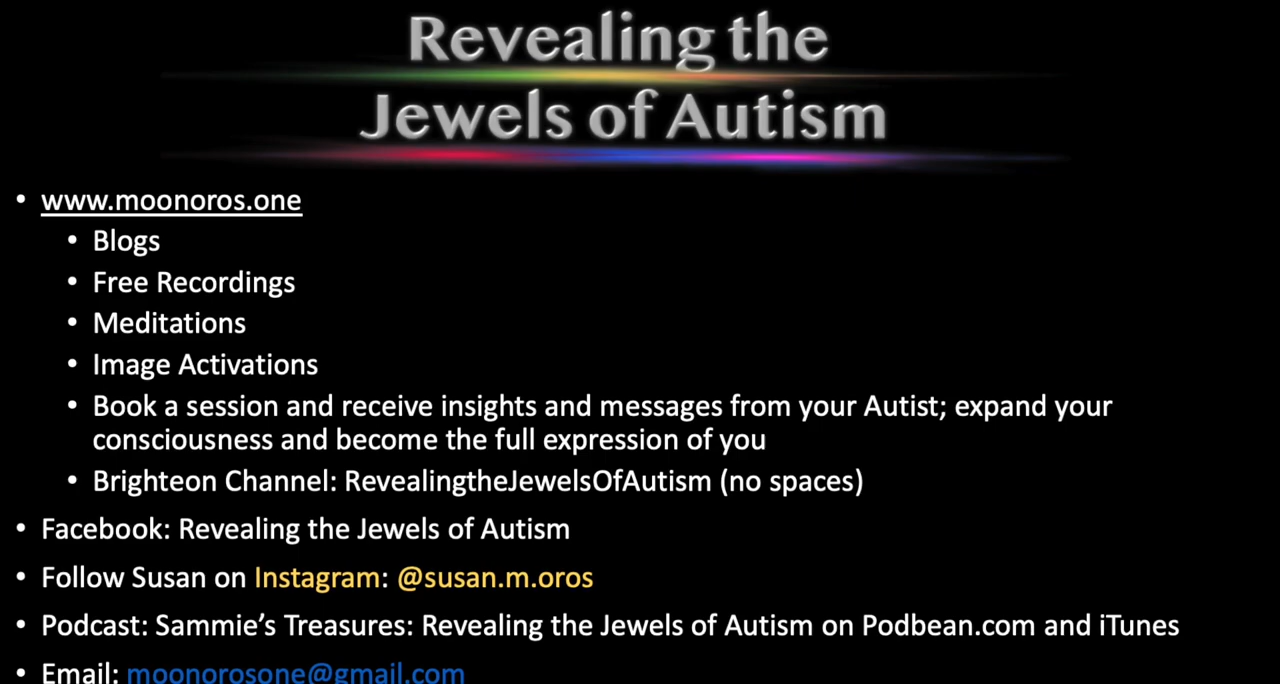 Revealing the
Jewels of Autism
• www.moonoros.one
• Blogs
• Free Recordings
• Meditations
• Image Activations
• Book a session and receive insights and messages from your Autist; expand your
consciousness and become the full expression of you
• Brighteon Channel: RevealingtheJewelsOfAutism (no spaces)
• Facebook: Revealing the Jewels of Autism
• Follow Susan on Instagram: @susan.m.oros
• Podcast: Sammie’s Treasures: Revealing the Jewels of Autism on Podbean.com and iTunes
• Email: moonorosone@gmail.com